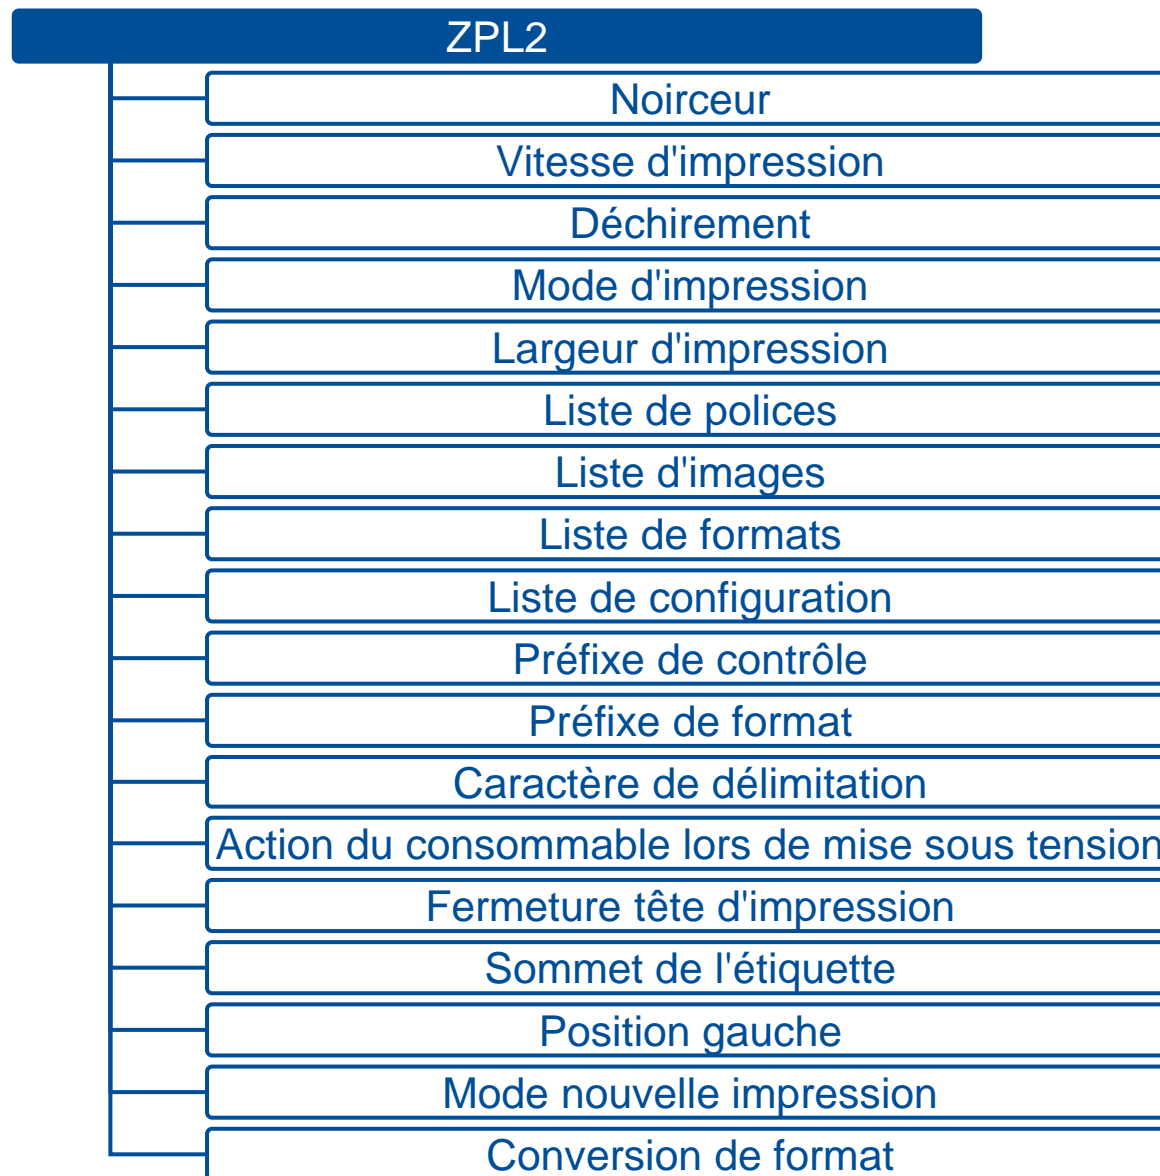 ZPL2
Noirceur
Vitesse d'impression
Déchirement
Mode d'impression
Largeur d'impression
Liste de polices
Liste d'images
Liste de formats
Liste de configuration
Préfixe de contrôle
Préfixe de format
Caractère de délimitation
Action du consommable lors de mise sous tension
Fermeture tête d'impression
Sommet de l'étiquette
Position gauche
Mode nouvelle impression
Conversion de format